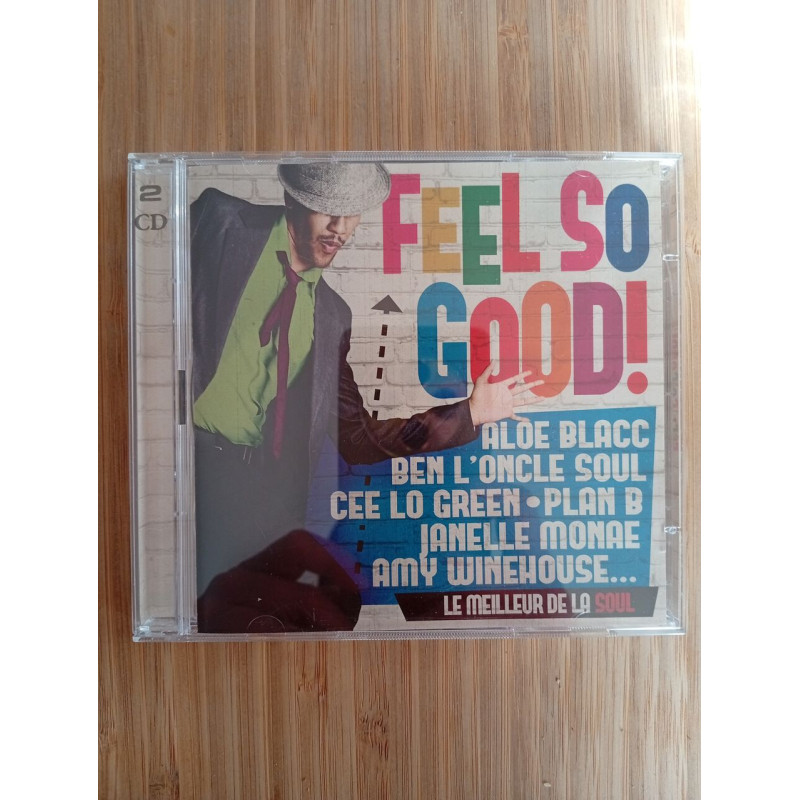 2
CD
FEEL SO
GOOD!
ALOE BLACC
BEN L'ONCLE SOUL
CEE LO GREEN • PLAN B
JANELLE MONAE
AMY WINEHOUSE...
LE MEILLEUR DE LA SOUL